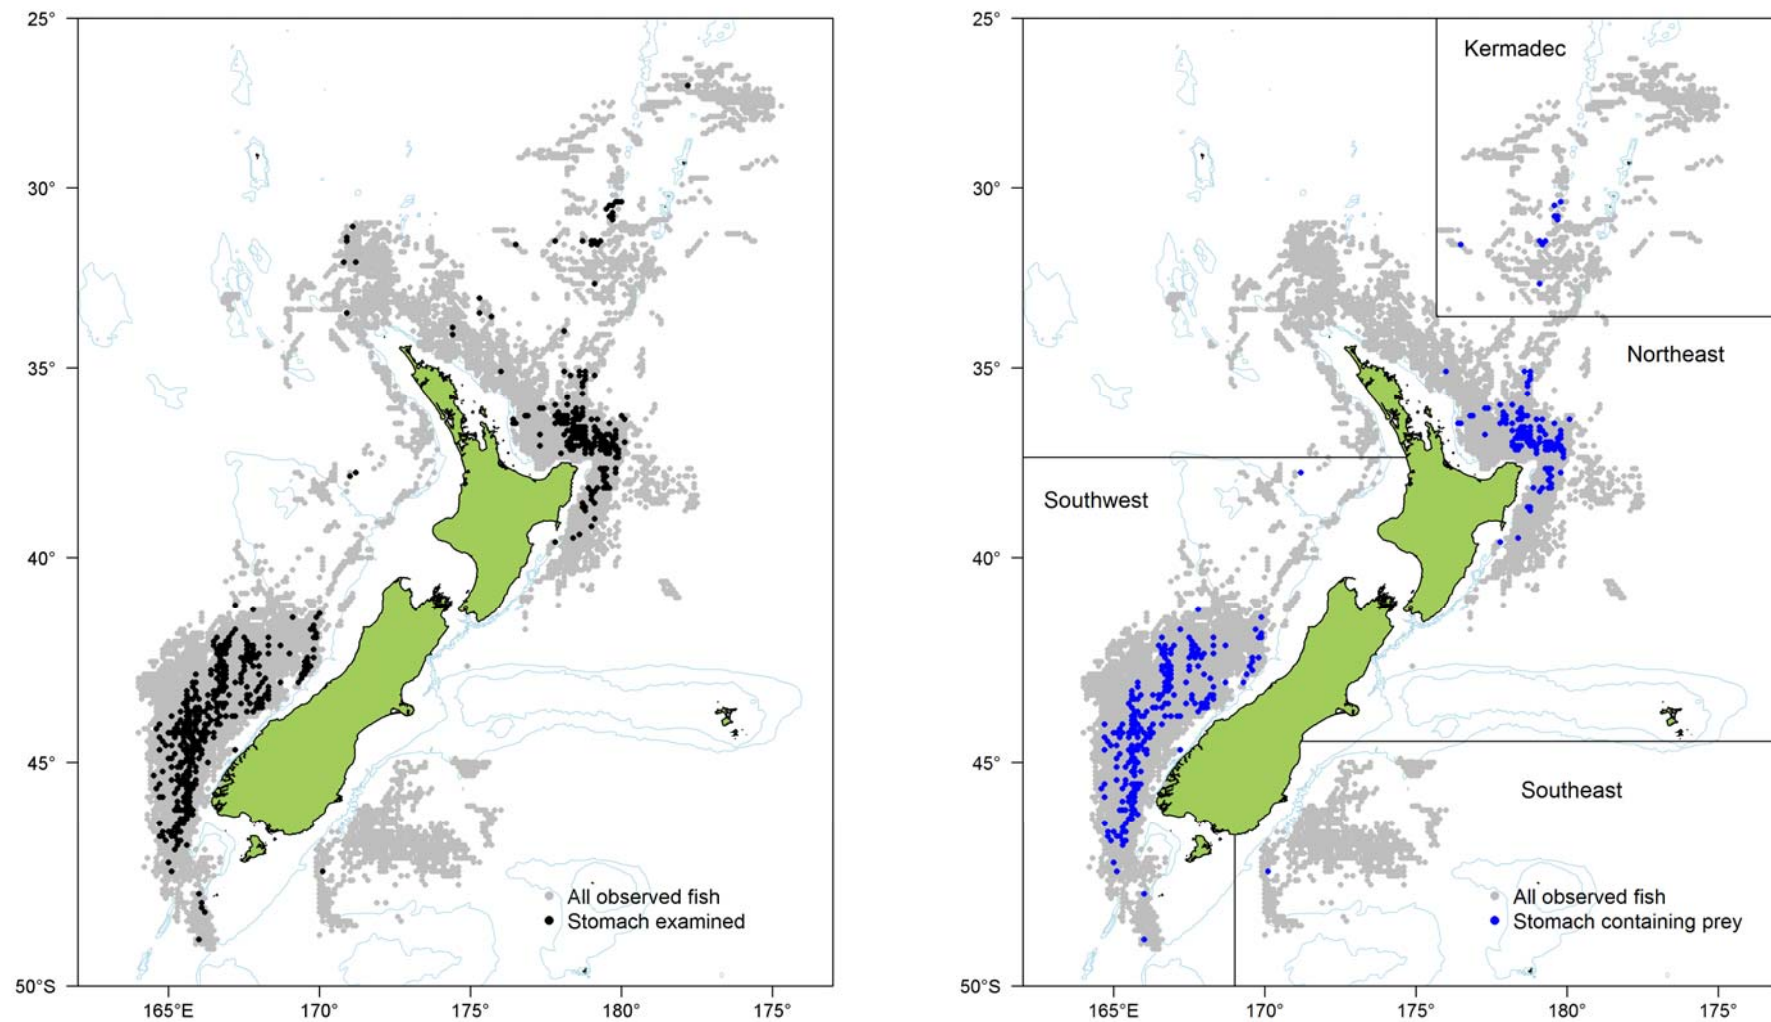 25°
30°
35°
40°
45°
50°S
165°E
170°
175°
180°
175°
All observed fish
Stomach examined
25°
30°
35°
40°
45°
50°S
165°E
170°
175°
180°
175°
Kermadec
Northeast
Southwest
Southeast
All observed fish
Stomach containing prey